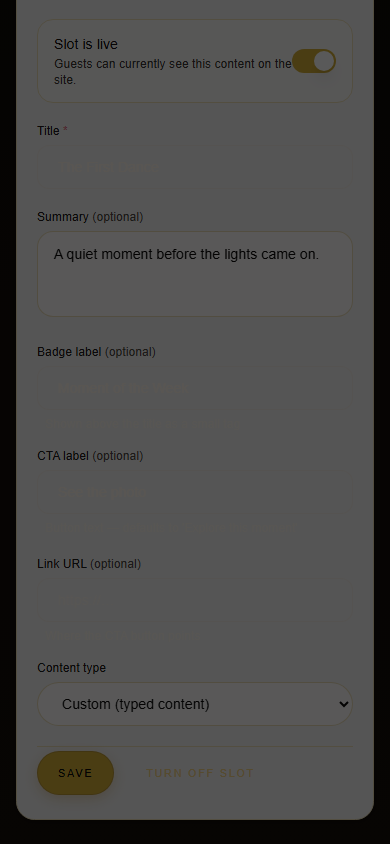 Slot is live
Guests can currently see this content on the
site.
Title *
Summary (optional)
A quiet moment before the lights came on.
Badge label (optional)
CTA label (optional)
Link URL (optional)
Content type
Custom (typed content)
SAVE
TURN OFF SLOT